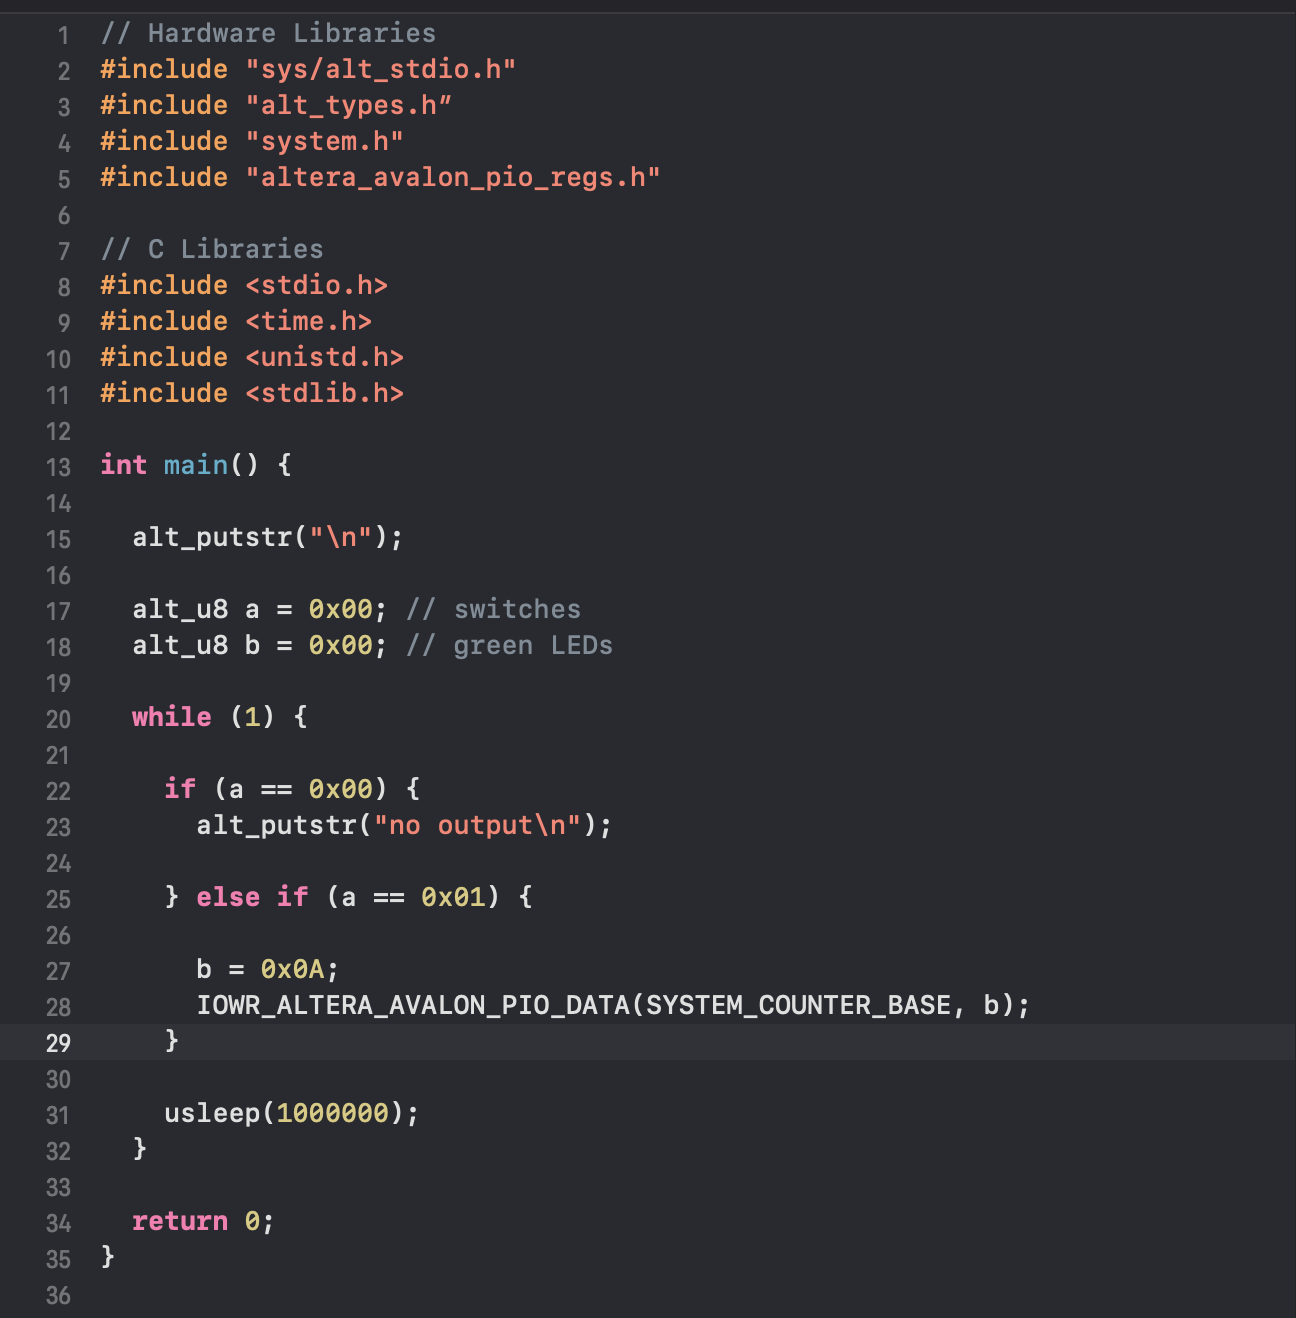 1 // Hardware Libraries
2 #include "sys/alt_stdio.h"
3 #include "alt_types.h”
4 #include "system.h"
5 #include "altera_avalon_pio_regs.h"
6
7 // C Libraries
8 #include <stdio.h>
9 #include <time.h>
10 #include <unistd.h>
11 #include <stdlib.h>
12
13 int main() {
14
15   alt_putstr("\n");
16
17   alt_u8 a = 0x00; // switches
18   alt_u8 b = 0x00; // green LEDs
19
20   while (1) {
21
22     if (a == 0x00) {
23       alt_putstr("no output\n");
24
25     } else if (a == 0x01) {
26
27       b = 0x0A;
28       IOWR_ALTERA_AVALON_PIO_DATA(SYSTEM_COUNTER_BASE, b);
29     }
30
31     usleep(1000000);
32   }
33
34   return 0;
35 }
36